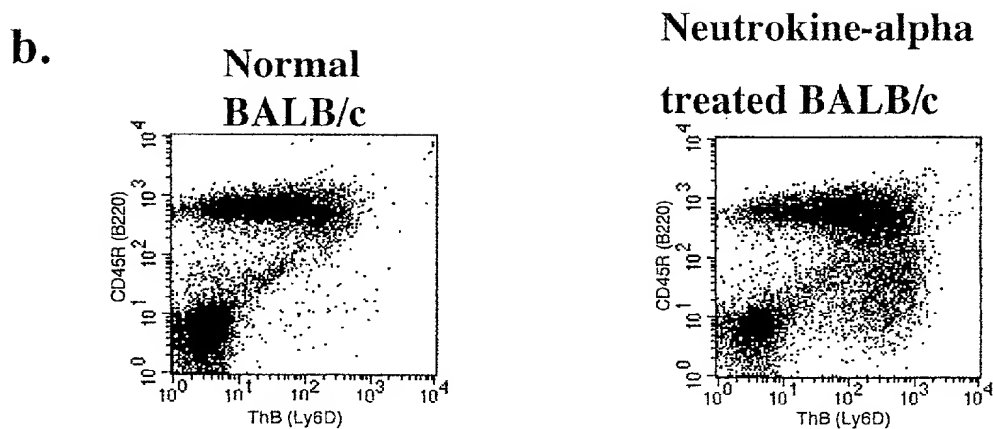 b.
Normal
BALB/c
Neutrokine-alpha
treated BALB/c
CD45R (B220)
10^4
10^3
10^2
10^1
10^0
10^0 10^1 10^2 10^3 10^4
ThB (Ly6D)
CD45R (B220)
10^4
10^3
10^2
10^1
10^0
10^0 10^1 10^2 10^3 10^4
ThB (Ly6D)